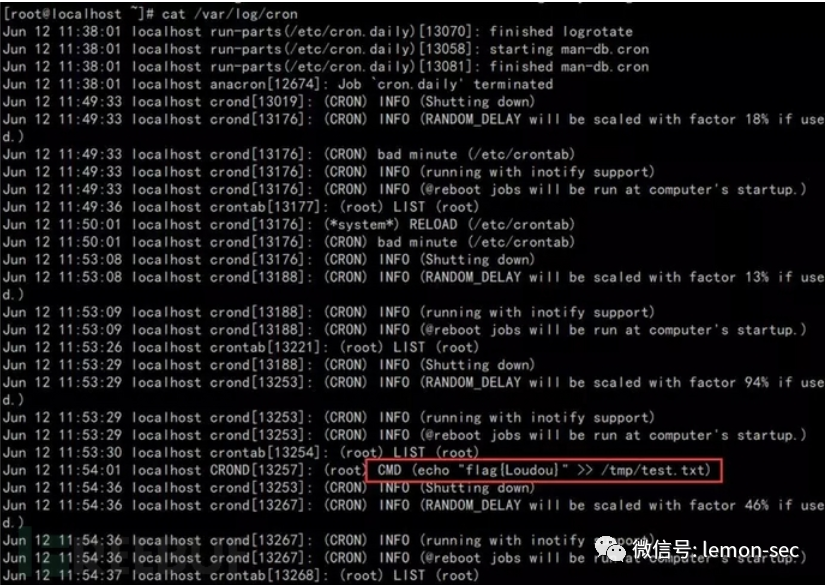 [root@localhost ~]# cat /var/log/cron
Jun 12 11:38:01 localhost run-parts(/etc/cron.daily)[13070]: finished logrotate
Jun 12 11:38:01 localhost run-parts(/etc/cron.daily)[13058]: starting man-db.cron
Jun 12 11:38:01 localhost run-parts(/etc/cron.daily)[13081]: finished man-db.cron
Jun 12 11:38:01 localhost anacron[12674]: Job `cron.daily' terminated
Jun 12 11:49:33 localhost crond[13019]: (CRON) INFO (Shutting down)
Jun 12 11:49:33 localhost crond[13176]: (CRON) INFO (RANDOM_DELAY will be scaled with factor 18% if use
d.)
Jun 12 11:49:33 localhost crond[13176]: (CRON) bad minute (/etc/crontab)
Jun 12 11:49:33 localhost crond[13176]: (CRON) INFO (running with inotify support)
Jun 12 11:49:33 localhost crond[13176]: (CRON) INFO (@reboot jobs will be run at computer's startup.)
Jun 12 11:49:36 localhost crontab[13177]: (root) LIST (root)
Jun 12 11:50:01 localhost crond[13176]: (*system*) RELOAD (/etc/crontab)
Jun 12 11:50:01 localhost crond[13176]: (CRON) bad minute (/etc/crontab)
Jun 12 11:53:08 localhost crond[13176]: (CRON) INFO (Shutting down)
Jun 12 11:53:08 localhost crond[13188]: (CRON) INFO (RANDOM_DELAY will be scaled with factor 13% if use
d.)
Jun 12 11:53:09 localhost crond[13188]: (CRON) INFO (running with inotify support)
Jun 12 11:53:09 localhost crond[13188]: (CRON) INFO (@reboot jobs will be run at computer's startup.)
Jun 12 11:53:26 localhost crontab[13221]: (root) LIST (root)
Jun 12 11:53:29 localhost crond[13188]: (CRON) INFO (Shutting down)
Jun 12 11:53:29 localhost crond[13253]: (CRON) INFO (RANDOM_DELAY will be scaled with factor 94% if use
d.)
Jun 12 11:53:29 localhost crond[13253]: (CRON) INFO (running with inotify support)
Jun 12 11:53:29 localhost crond[13253]: (CRON) INFO (@reboot jobs will be run at computer's startup.)
Jun 12 11:53:30 localhost crontab[13254]: (root) LIST (root)
Jun 12 11:54:01 localhost CROND[13257]: (root) CMD (echo "flag{Loudou}" >> /tmp/test.txt)
Jun 12 11:54:36 localhost crond[13253]: (CRON) INFO (Shutting down)
Jun 12 11:54:36 localhost crond[13267]: (CRON) INFO (RANDOM_DELAY will be scaled with factor 46% if use
d.)
Jun 12 11:54:36 localhost crond[13267]: (CRON) INFO (running with inotify support)
Jun 12 11:54:36 localhost crond[13267]: (CRON) INFO (@reboot jobs will be run at computer's startup.)
Jun 12 11:54:37 localhost crontab[13268]: (root) LIST (root)
微信号: lemon-sec